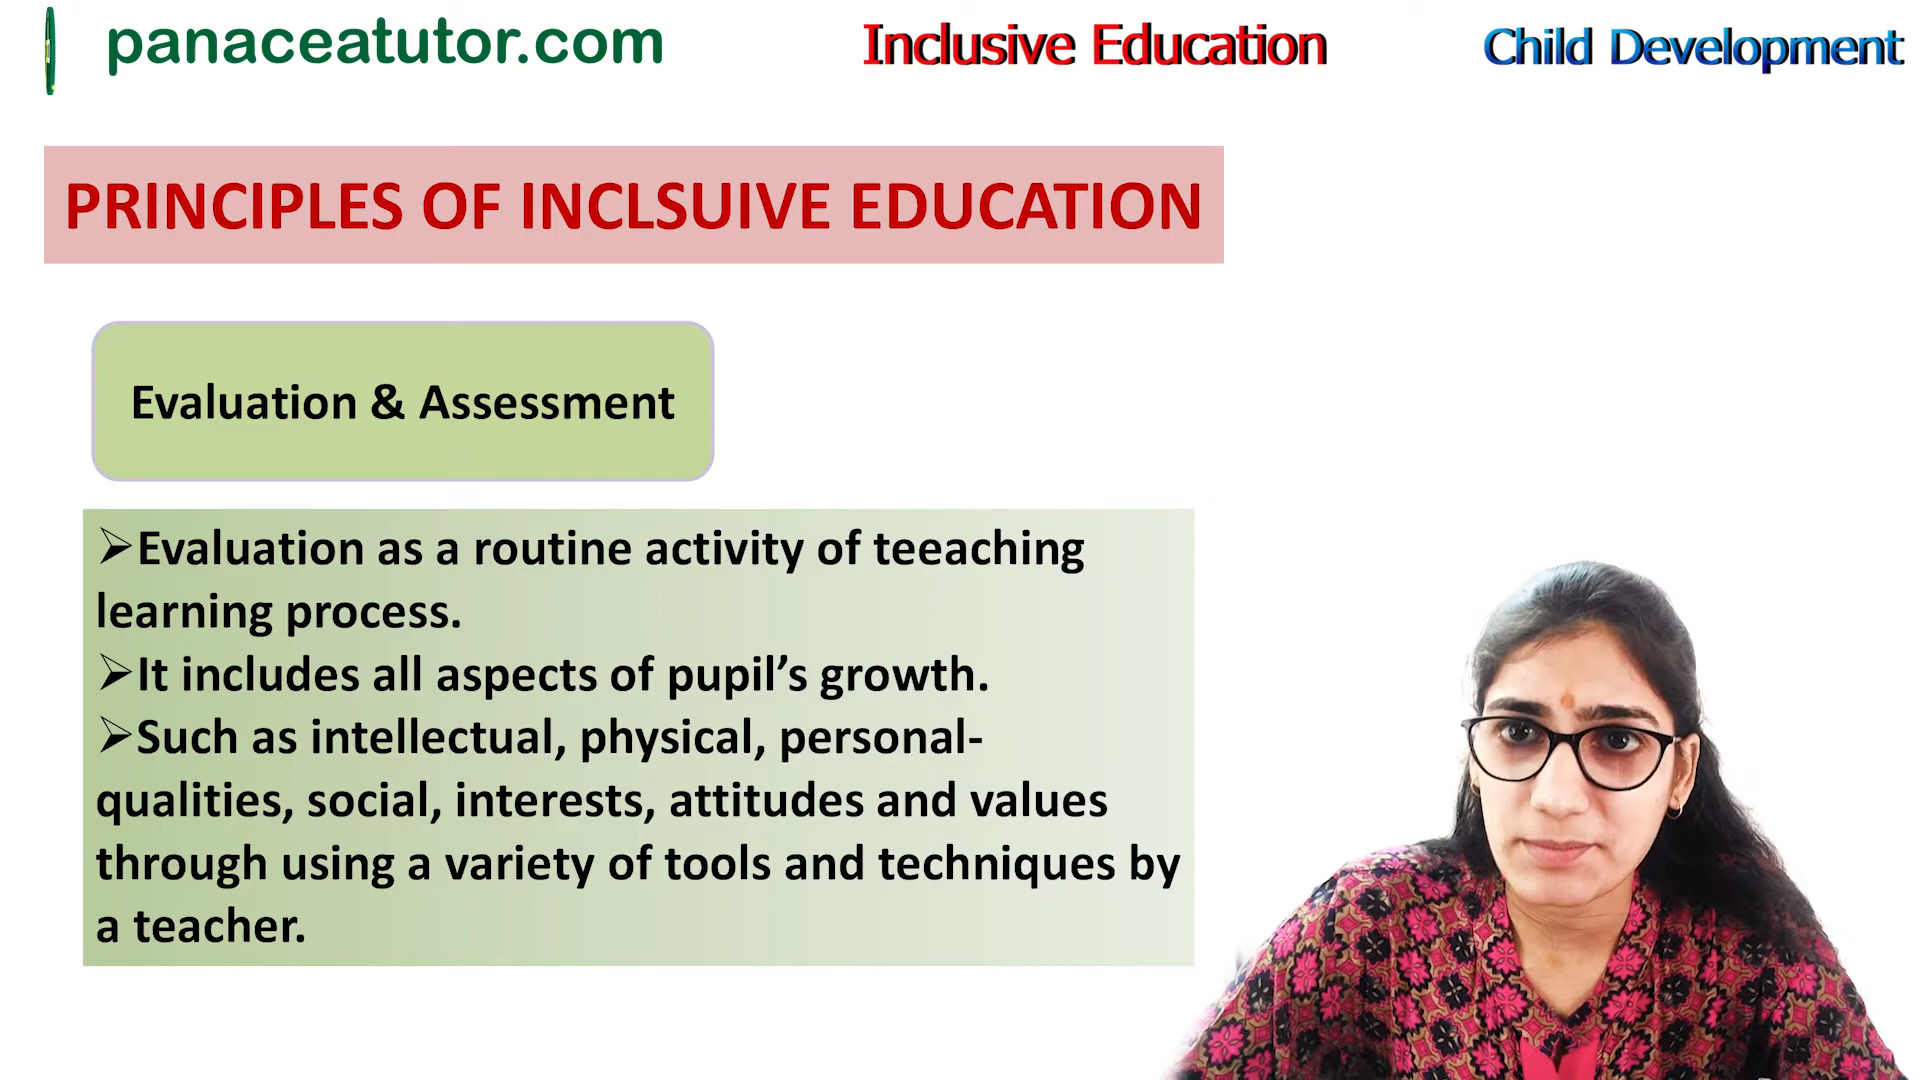 panaceatutor.com
Inclusive Education
Child Development
PRINCIPLES OF INCLSUIVE EDUCATION
Evaluation & Assessment
➢Evaluation as a routine activity of teeaching
learning process.
➢It includes all aspects of pupil’s growth.
➢Such as intellectual, physical, personal-
qualities, social, interests, attitudes and values
through using a variety of tools and techniques by
a teacher.